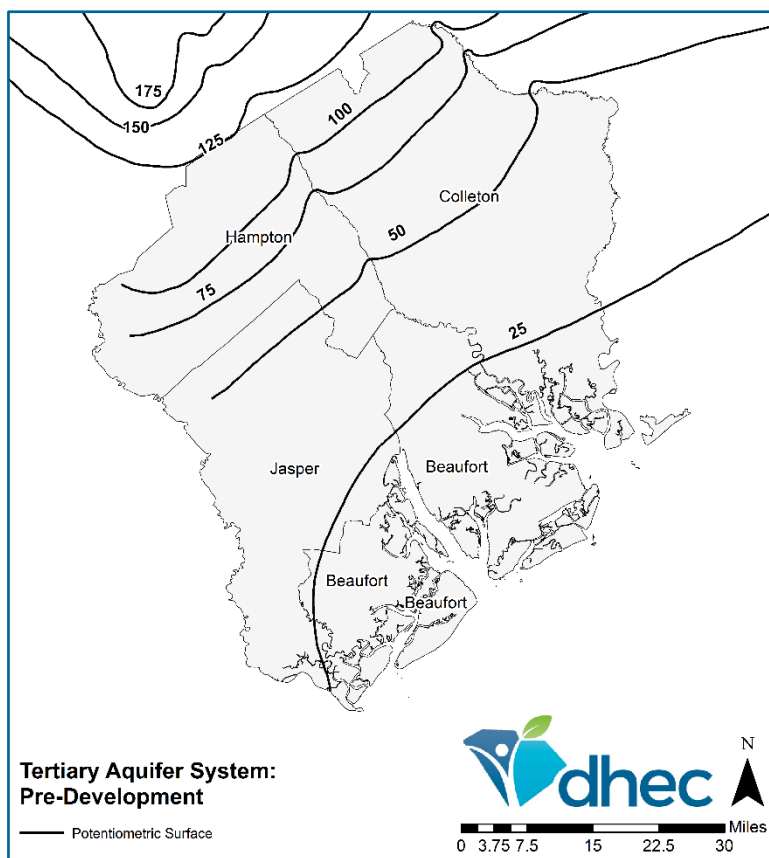 175
150
125
100
Colleton
Hampton
50
75
25
Jasper
Beaufort
Beaufort
Beaufort
Tertiary Aquifer System:
Pre-Development
Potentiometric Surface
dhec
N
Miles
0 3.75 7.5 15 22.5 30